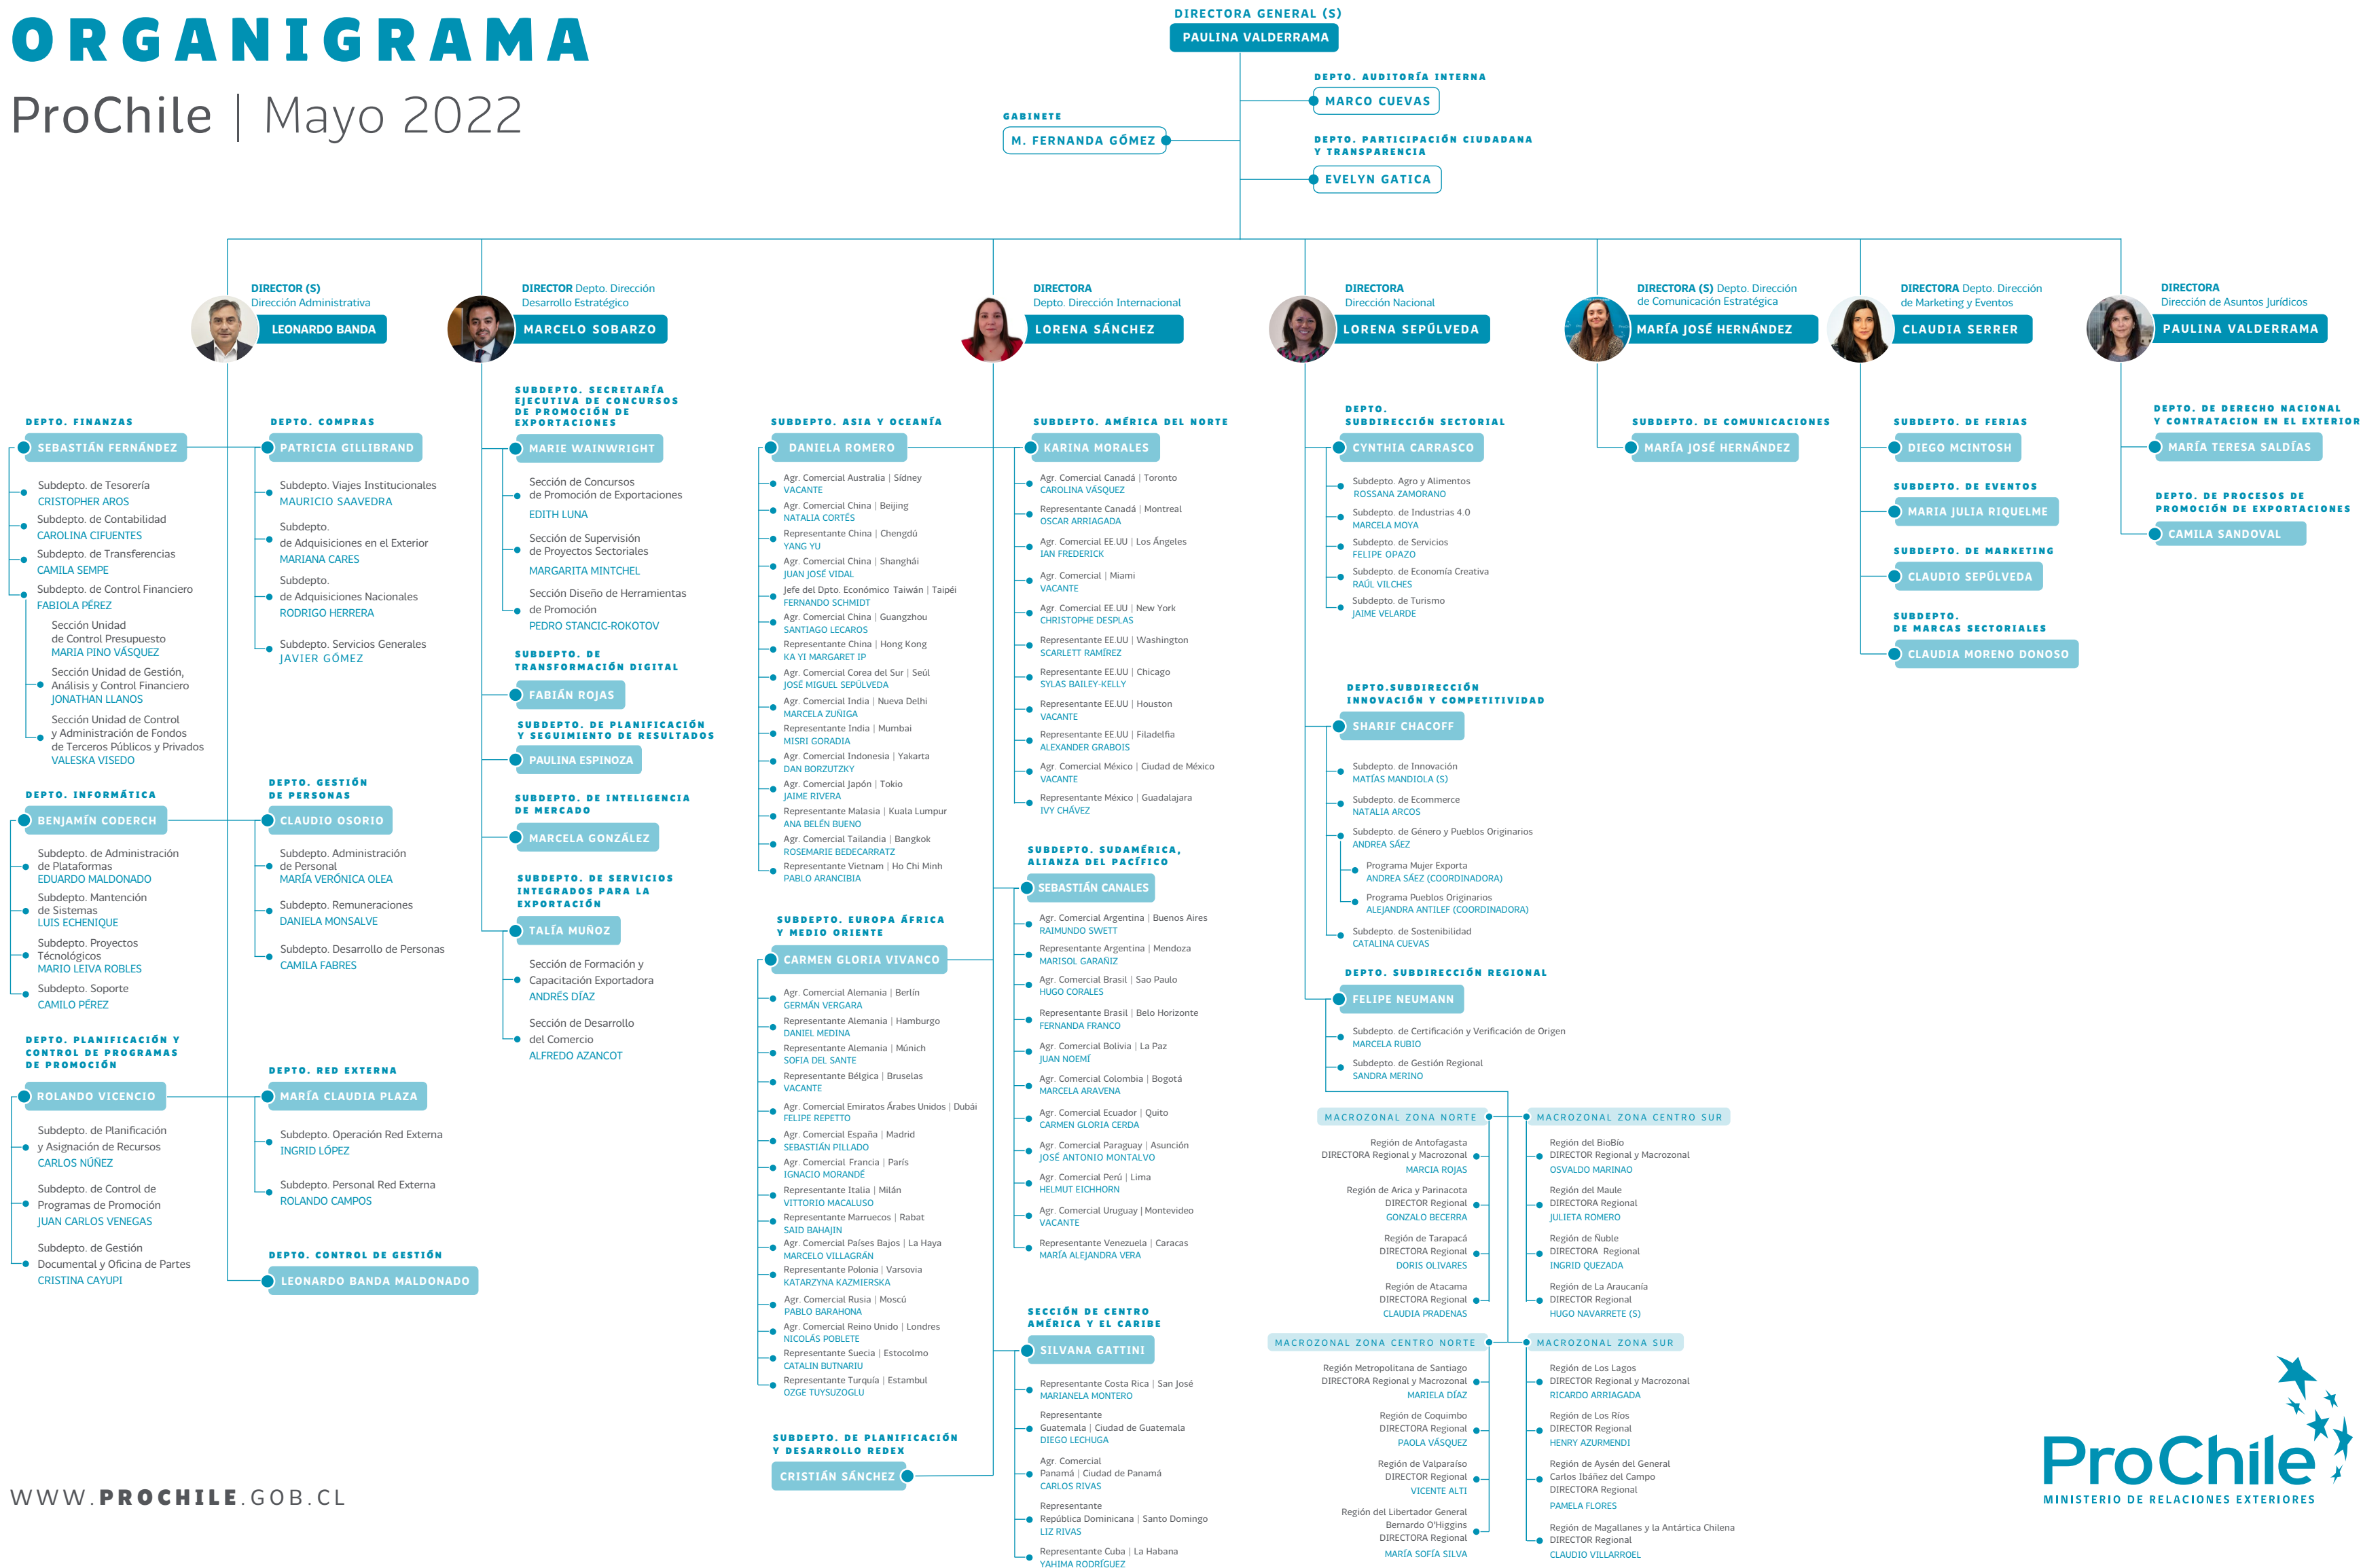 ORGANIGRAMA
ProChile | Mayo 2022
DIRECTORA GENERAL (S)
PAULINA VALDERRAMA
DEPTO. AUDITORÍA INTERNA
MARCO CUEVAS
GABINETE
M. FERNANDA GÓMEZ
DEPTO. PARTICIPACIÓN CIUDADANA
Y TRANSPARENCIA
EVELYN GATICA
DIRECTOR (S)
Dirección Administrativa
LEONARDO BANDA
DEPTO. FINANZAS
SEBASTIÁN FERNÁNDEZ
Subdepto. de Tesorería
CRISTOPHER AROS
Subdepto. de Contabilidad
CAROLINA CIFUENTES
Subdepto. de Transferencias
CAMILA SEMPE
Subdepto. de Control Financiero
FABIOLA PÉREZ
Sección Unidad
de Control Presupuesto
MARIA PINO VÁSQUEZ
Sección Unidad de Gestión,
Análisis y Control Financiero
JONATHAN LLANOS
Sección Unidad de Control
y Administración de Fondos
de Terceros Públicos y Privados
VALESKA VISEDO
DEPTO. INFORMÁTICA
BENJAMÍN CODERCH
Subdepto. de Administración
de Plataformas
EDUARDO MALDONADO
Subdepto. Mantención
de Sistemas
LUIS ECHENIQUE
Subdepto. Proyectos
Técnológicos
MARIO LEIVA ROBLES
Subdepto. Soporte
CAMILO PÉREZ
DEPTO. PLANIFICACIÓN Y
CONTROL DE PROGRAMAS
DE PROMOCIÓN
ROLANDO VICENCIO
Subdepto. de Planificación
y Asignación de Recursos
CARLOS NÚÑEZ
Subdepto. de Control de
Programas de Promoción
JUAN CARLOS VENEGAS
Subdepto. de Gestión
Documental y Oficina de Partes
CRISTINA CAYUPI
DEPTO. COMPRAS
PATRICIA GILLIBRAND
Subdepto. Viajes Institucionales
MAURICIO SAAVEDRA
Subdepto.
de Adquisiciones en el Exterior
MARIANA CARES
Subdepto.
de Adquisiciones Nacionales
RODRIGO HERRERA
Subdepto. Servicios Generales
JAVIER GÓMEZ
DEPTO. GESTIÓN
DE PERSONAS
CLAUDIO OSORIO
Subdepto. Administración
de Personal
MARÍA VERÓNICA OLEA
Subdepto. Remuneraciones
DANIELA MONSALVE
Subdepto. Desarrollo de Personas
CAMILA FABRES
DEPTO. RED EXTERNA
MARÍA CLAUDIA PLAZA
Subdepto. Operación Red Externa
INGRID LÓPEZ
Subdepto. Personal Red Externa
ROLANDO CAMPOS
DEPTO. CONTROL DE GESTIÓN
LEONARDO BANDA MALDONADO
DIRECTOR Depto. Dirección
Desarrollo Estratégico
MARCELO SOBARZO
SUBDEPTO. SECRETARÍA
EJECUTIVA DE CONCURSOS
DE PROMOCIÓN DE
EXPORTACIONES
MARIE WAINWRIGHT
Sección de Concursos
de Promoción de Exportaciones
EDITH LUNA
Sección de Supervisión
de Proyectos Sectoriales
MARGARITA MINTCHEL
Sección Diseño de Herramientas
de Promoción
PEDRO STANCIC-ROKOTOV
SUBDEPTO. DE
TRANSFORMACIÓN DIGITAL
FABIÁN ROJAS
SUBDEPTO. DE PLANIFICACIÓN
Y SEGUIMIENTO DE RESULTADOS
PAULINA ESPINOZA
SUBDEPTO. DE INTELIGENCIA
DE MERCADO
MARCELA GONZÁLEZ
SUBDEPTO. DE SERVICIOS
INTEGRADOS PARA LA
EXPORTACIÓN
TALÍA MUÑOZ
Sección de Formación y
Capacitación Exportadora
ANDRÉS DÍAZ
Sección de Desarrollo
del Comercio
ALFREDO AZANCOT
DIRECTORA
Depto. Dirección Internacional
LORENA SÁNCHEZ
SUBDEPTO. ASIA Y OCEANÍA
DANIELA ROMERO
Agr. Comercial Australia | Sídney
VACANTE
Agr. Comercial China | Beijing
NATALIA CORTÉS
Representante China | Chengdú
YANG YU
Agr. Comercial China | Shanghái
JUAN JOSÉ VIDAL
Jefe del Dpto. Económico Taiwán | Taipéi
FERNANDO SCHMIDT
Agr. Comercial China | Guangzhou
SANTIAGO LECAROS
Representante China | Hong Kong
KA YI MARGARET IP
Agr. Comercial Corea del Sur | Seúl
JOSÉ MIGUEL SEPÚLVEDA
Agr. Comercial India | Nueva Delhi
MARCELA ZUÑIGA
Representante India | Mumbai
MISRI GORADIA
Agr. Comercial Indonesia | Yakarta
DAN BORZUTZKY
Agr. Comercial Japón | Tokio
JAIME RIVERA
Representante Malasia | Kuala Lumpur
ANA BELÉN BUENO
Agr. Comercial Tailandia | Bangkok
ROSEMARIE BEDECARRATZ
Representante Vietnam | Ho Chi Minh
PABLO ARANCIBIA
SUBDEPTO. EUROPA ÁFRICA
Y MEDIO ORIENTE
CARMEN GLORIA VIVANCO
Agr. Comercial Alemania | Berlín
GERMÁN VERGARA
Representante Alemania | Hamburgo
DANIEL MEDINA
Representante Alemania | Múnich
SOFIA DEL SANTE
Representante Bélgica | Bruselas
VACANTE
Agr. Comercial Emiratos Árabes Unidos | Dubái
FELIPE REPETTO
Agr. Comercial España | Madrid
SEBASTIÁN PILLADO
Agr. Comercial Francia | París
IGNACIO MORANDÉ
Representante Italia | Milán
VITTORIO MACALUSO
Representante Marruecos | Rabat
SAID BAHAJIN
Agr. Comercial Países Bajos | La Haya
MARCELO VILLAGRÁN
Representante Polonia | Varsovia
KATARZYNA KAZMIERSKA
Agr. Comercial Rusia | Moscú
PABLO BARAHONA
Agr. Comercial Reino Unido | Londres
NICOLÁS POBLETE
Representante Suecia | Estocolmo
CATALIN BUTNARIU
Representante Turquía | Estambul
OZGE TUYSUZOGLU
SUBDEPTO. DE PLANIFICACIÓN
Y DESARROLLO REDEX
CRISTIÁN SÁNCHEZ
SUBDEPTO. AMÉRICA DEL NORTE
KARINA MORALES
Agr. Comercial Canadá | Toronto
CAROLINA VÁSQUEZ
Representante Canadá | Montreal
OSCAR ARRIAGADA
Agr. Comercial EE.UU | Los Ángeles
IAN FREDERICK
Agr. Comercial | Miami
VACANTE
Agr. Comercial EE.UU | New York
CHRISTOPHE DESPLAS
Representante EE.UU | Washington
SCARLETT RAMÍREZ
Representante EE.UU | Chicago
SYLAS BAILEY-KELLY
Representante EE.UU | Houston
VACANTE
Representante EE.UU | Filadelfia
ALEXANDER GRABOIS
Agr. Comercial México | Ciudad de México
VACANTE
Representante México | Guadalajara
IVY CHÁVEZ
SUBDEPTO. SUDAMÉRICA,
ALIANZA DEL PACÍFICO
SEBASTIÁN CANALES
Agr. Comercial Argentina | Buenos Aires
RAIMUNDO SWETT
Representante Argentina | Mendoza
MARISOL GARAÑIZ
Agr. Comercial Brasil | Sao Paulo
HUGO CORALES
Representante Brasil | Belo Horizonte
FERNANDA FRANCO
Agr. Comercial Bolivia | La Paz
JUAN NOEMÍ
Agr. Comercial Colombia | Bogotá
MARCELA ARAVENA
Agr. Comercial Ecuador | Quito
CARMEN GLORIA CERDA
Agr. Comercial Paraguay | Asunción
JOSÉ ANTONIO MONTALVO
Agr. Comercial Perú | Lima
HELMUT EICHHORN
Agr. Comercial Uruguay | Montevideo
VACANTE
Representante Venezuela | Caracas
MARÍA ALEJANDRA VERA
SECCIÓN DE CENTRO
AMÉRICA Y EL CARIBE
SILVANA GATTINI
Representante Costa Rica | San José
MARIANELA MONTERO
Representante
Guatemala | Ciudad de Guatemala
DIEGO LECHUGA
Agr. Comercial
Panamá | Ciudad de Panamá
CARLOS RIVAS
Representante
República Dominicana | Santo Domingo
LIZ RIVAS
Representante Cuba | La Habana
YAHIMA RODRÍGUEZ
DIRECTORA
Dirección Nacional
LORENA SEPÚLVEDA
DEPTO.
SUBDIRECCIÓN SECTORIAL
CYNTHIA CARRASCO
Subdepto. Agro y Alimentos
ROSSANA ZAMORANO
Subdepto. de Industrias 4.0
MARCELA MOYA
Subdepto. de Servicios
FELIPE OPAZO
Subdepto. de Economía Creativa
RAÚL VILCHES
Subdepto. de Turismo
JAIME VELARDE
DEPTO.SUBDIRECCIÓN
INNOVACIÓN Y COMPETITIVIDAD
SHARIF CHACOFF
Subdepto. de Innovación
MATÍAS MANDIOLA (S)
Subdepto. de Ecommerce
NATALIA ARCOS
Subdepto. de Género y Pueblos Originarios
ANDREA SÁEZ
Programa Mujer Exporta
ANDREA SÁEZ (COORDINADORA)
Programa Pueblos Originarios
ALEJANDRA ANTILEF (COORDINADORA)
Subdepto. de Sostenibilidad
CATALINA CUEVAS
DEPTO. SUBDIRECCIÓN REGIONAL
FELIPE NEUMANN
Subdepto. de Certificación y Verificación de Origen
MARCELA RUBIO
Subdepto. de Gestión Regional
SANDRA MERINO
MACROZONAL ZONA NORTE
Región de Antofagasta
DIRECTORA Regional y Macrozonal
MARCIA ROJAS
Región de Arica y Parinacota
DIRECTOR Regional
GONZALO BECERRA
Región de Tarapacá
DIRECTORA Regional
DORIS OLIVARES
Región de Atacama
DIRECTORA Regional
CLAUDIA PRADENAS
MACROZONAL ZONA CENTRO SUR
Región del BioBío
DIRECTOR Regional y Macrozonal
OSVALDO MARINAO
Región del Maule
DIRECTORA Regional
JULIETA ROMERO
Región de Ñuble
DIRECTORA Regional
INGRID QUEZADA
Región de La Araucanía
DIRECTOR Regional
HUGO NAVARRETE (S)
MACROZONAL ZONA CENTRO NORTE
Región Metropolitana de Santiago
DIRECTORA Regional y Macrozonal
MARIELA DÍAZ
Región de Coquimbo
DIRECTORA Regional
PAOLA VÁSQUEZ
Región de Valparaíso
DIRECTOR Regional
VICENTE ALTI
Región del Libertador General
Bernardo O'Higgins
DIRECTORA Regional
MARÍA SOFÍA SILVA
MACROZONAL ZONA SUR
Región de Los Lagos
DIRECTOR Regional y Macrozonal
RICARDO ARRIAGADA
Región de Los Ríos
DIRECTOR Regional
HENRY AZURMENDI
Región de Aysén del General
Carlos Ibáñez del Campo
DIRECTORA Regional
PAMELA FLORES
Región de Magallanes y la Antártica Chilena
DIRECTOR Regional
CLAUDIO VILLARROEL
DIRECTORA (S) Depto. Dirección
de Comunicación Estratégica
MARÍA JOSÉ HERNÁNDEZ
SUBDEPTO. DE COMUNICACIONES
MARÍA JOSÉ HERNÁNDEZ
DIRECTORA Depto. Dirección
de Marketing y Eventos
CLAUDIA SERRER
SUBDEPTO. DE FERIAS
DIEGO MCINTOSH
SUBDEPTO. DE EVENTOS
MARIA JULIA RIQUELME
SUBDEPTO. DE MARKETING
CLAUDIO SEPÚLVEDA
SUBDEPTO.
DE MARCAS SECTORIALES
CLAUDIA MORENO DONOSO
DIRECTORA
Dirección de Asuntos Jurídicos
PAULINA VALDERRAMA
DEPTO. DE DERECHO NACIONAL
Y CONTRATACION EN EL EXTERIOR
MARÍA TERESA SALDÍAS
DEPTO. DE PROCESOS DE
PROMOCIÓN DE EXPORTACIONES
CAMILA SANDOVAL
WWW.PROCHILE.GOB.CL
ProChile
MINISTERIO DE RELACIONES EXTERIORES